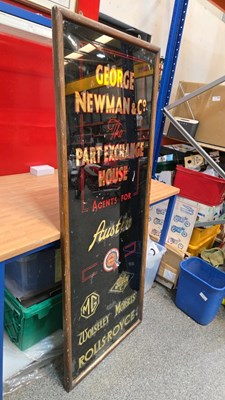 GEORGE
NEWMAN & Co
The
PART EXCHANGE
HOUSE
AGENTS FOR
Austin
MG
WOLSELEY MORRIS
ROLLS-ROYCE